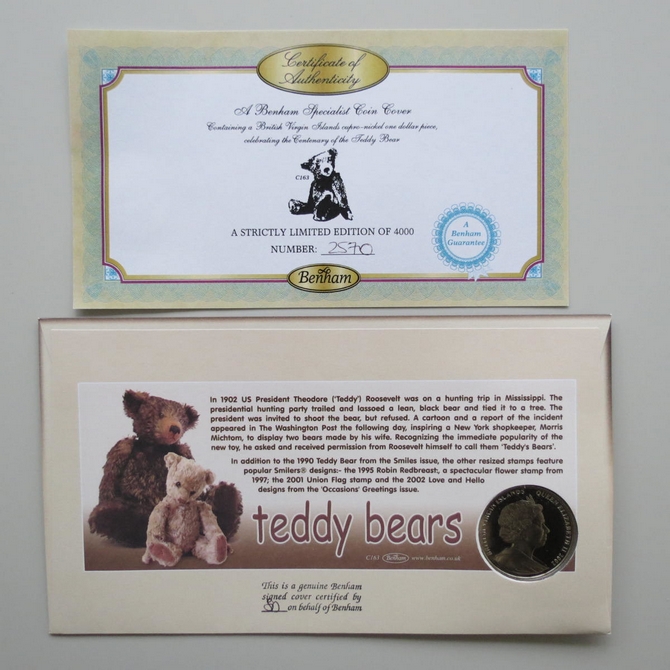 Certificate of
Authenticity
A Benham Specialist Coin Cover
Containing a British Virgin Islands cupro-nickel one dollar piece,
celebrating the Centenary of the Teddy Bear
C163
A STRICTLY LIMITED EDITION OF 4000
NUMBER: 2570
A
Benham
Guarantee
Benham
In 1902 US President Theodore ('Teddy') Roosevelt was on a hunting trip in Mississippi. The
presidential hunting party trailed and lassoed a lean, black bear and tied it to a tree. The
president was invited to shoot the bear, but refused. A cartoon and a report of the incident
appeared in The Washington Post the following day, inspiring a New York shopkeeper, Morris
Michtom, to display two bears made by his wife. Recognizing the immediate popularity of the
new toy, he asked and received permission from Roosevelt himself to call them 'Teddy's Bears'.
In addition to the 1990 Teddy Bear from the Smiles issue, the other resized stamps feature
popular Smilers® designs:- the 1995 Robin Redbreast, a spectacular flower stamp from
1997; the 2001 Union Flag stamp and the 2002 Love and Hello
designs from the 'Occasions' Greetings issue.
teddy bears
C163 Benham www.benham.co.uk
BRITISH VIRGIN ISLANDS QUEEN ELIZABETH II 2002
This is a genuine Benham
signed cover certified by
on behalf of Benham